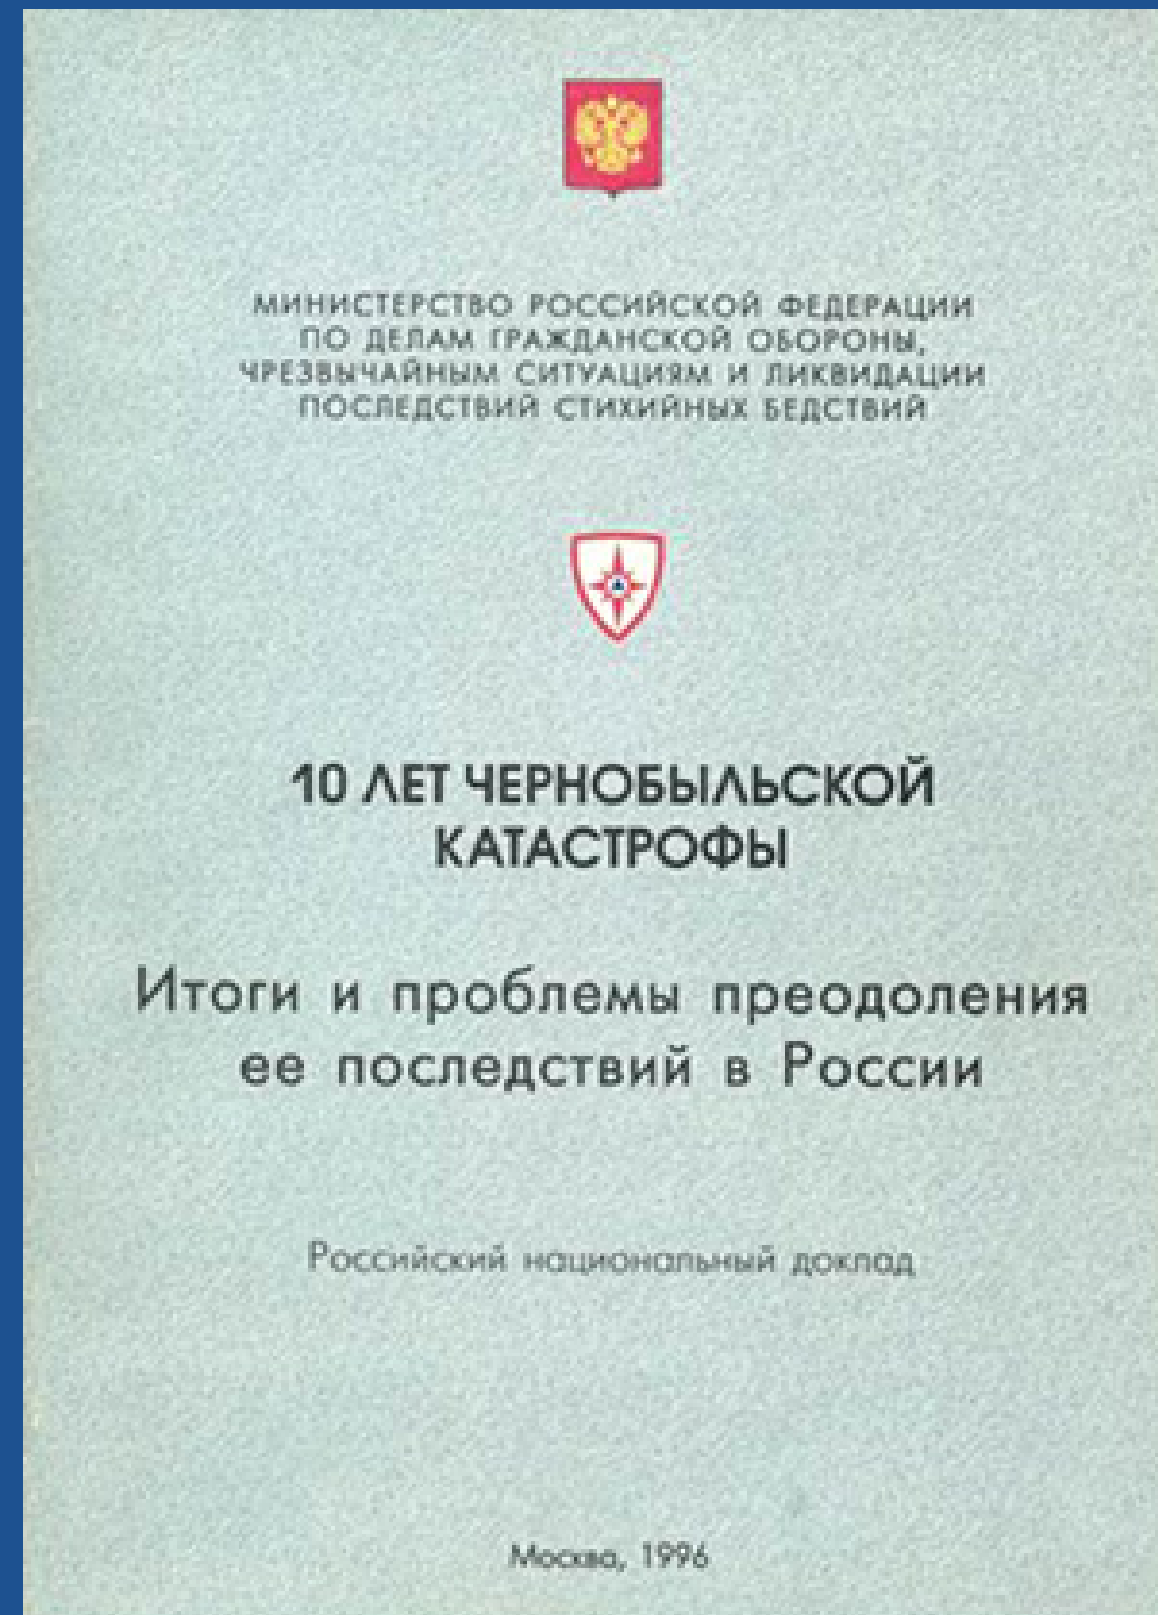 МИНИСТЕРСТВО РОССИЙСКОЙ ФЕДЕРАЦИИ
ПО ДЕЛАМ ГРАЖДАНСКОЙ ОБОРОНЫ,
ЧРЕЗВЫЧАЙНЫМ СИТУАЦИЯМ И ЛИКВИДАЦИИ
ПОСЛЕДСТВИЙ СТИХИЙНЫХ БЕДСТВИЙ
10 ЛЕТ ЧЕРНОБЫЛЬСКОЙ
КАТАСТРОФЫ
Итоги и проблемы преодоления
ее последствий в России
Российский национальный доклад
Москва, 1996